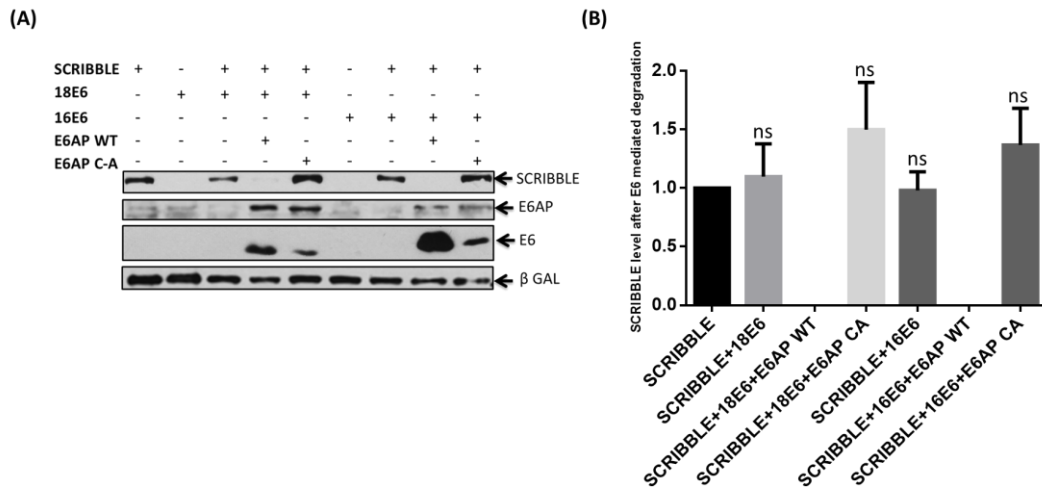 (A)
SCRIBBLE + - + + + - + + +
18E6 - + + + + - - - -
16E6 - - - - - + + + +
E6AP WT - - - + - - - + -
E6AP C-A - - - - + - - - +
SCRIBBLE
E6AP
E6
β GAL
(B)
SCRIBBLE level after E6 mediated degradation
2.0
1.5
1.0
0.5
0.0
ns
ns
ns
ns
SCRIBBLE
SCRIBBLE+18E6
SCRIBBLE+18E6+E6AP WT
SCRIBBLE+18E6+E6AP CA
SCRIBBLE+16E6
SCRIBBLE+16E6+E6AP WT
SCRIBBLE+16E6+E6AP CA